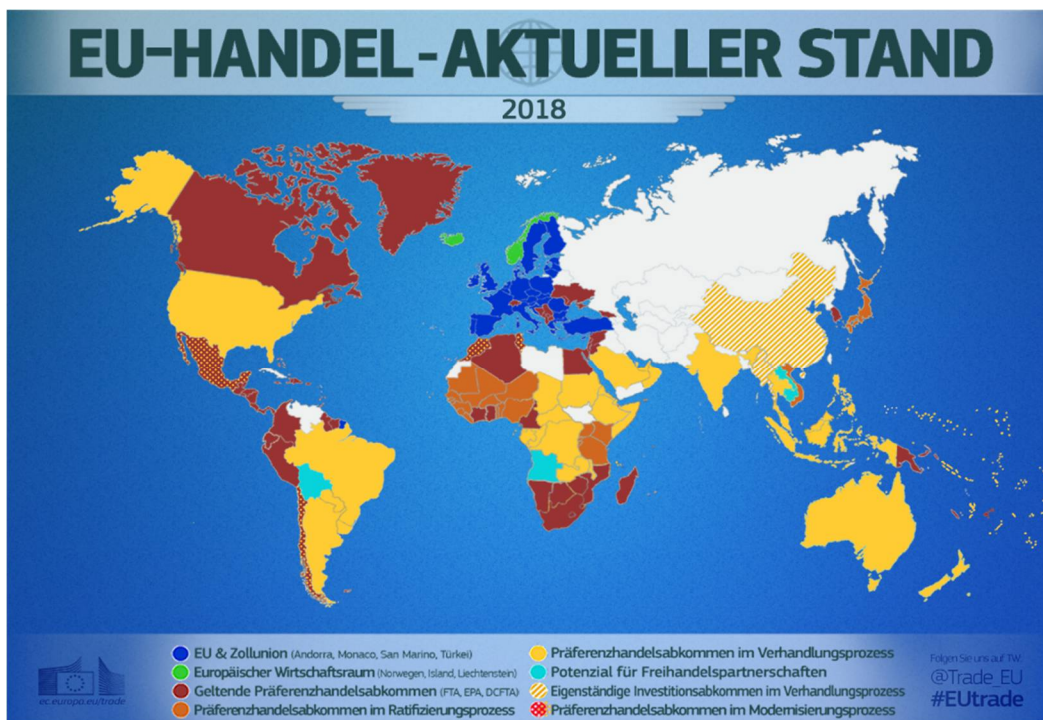 EU-HANDEL-AKTUELLER STAND
2018
EU & Zollunion (Andorra, Monaco, San Marino, Türkei)
Europäischer Wirtschaftsraum (Norwegen, Island, Liechtenstein)
Geltende Präferenzhandelsabkommen (FTA, EPA, DCFTA)
Präferenzhandelsabkommen im Ratifizierungsprozess
Präferenzhandelsabkommen im Verhandlungsprozess
Potenzial für Freihandelspartnerschaften
Eigenständige Investitionsabkommen im Verhandlungsprozess
Präferenzhandelsabkommen im Modernisierungsprozess
ec.europa.eu/trade
Folgen Sie uns auf TW:
@Trade_EU
#EUtrade